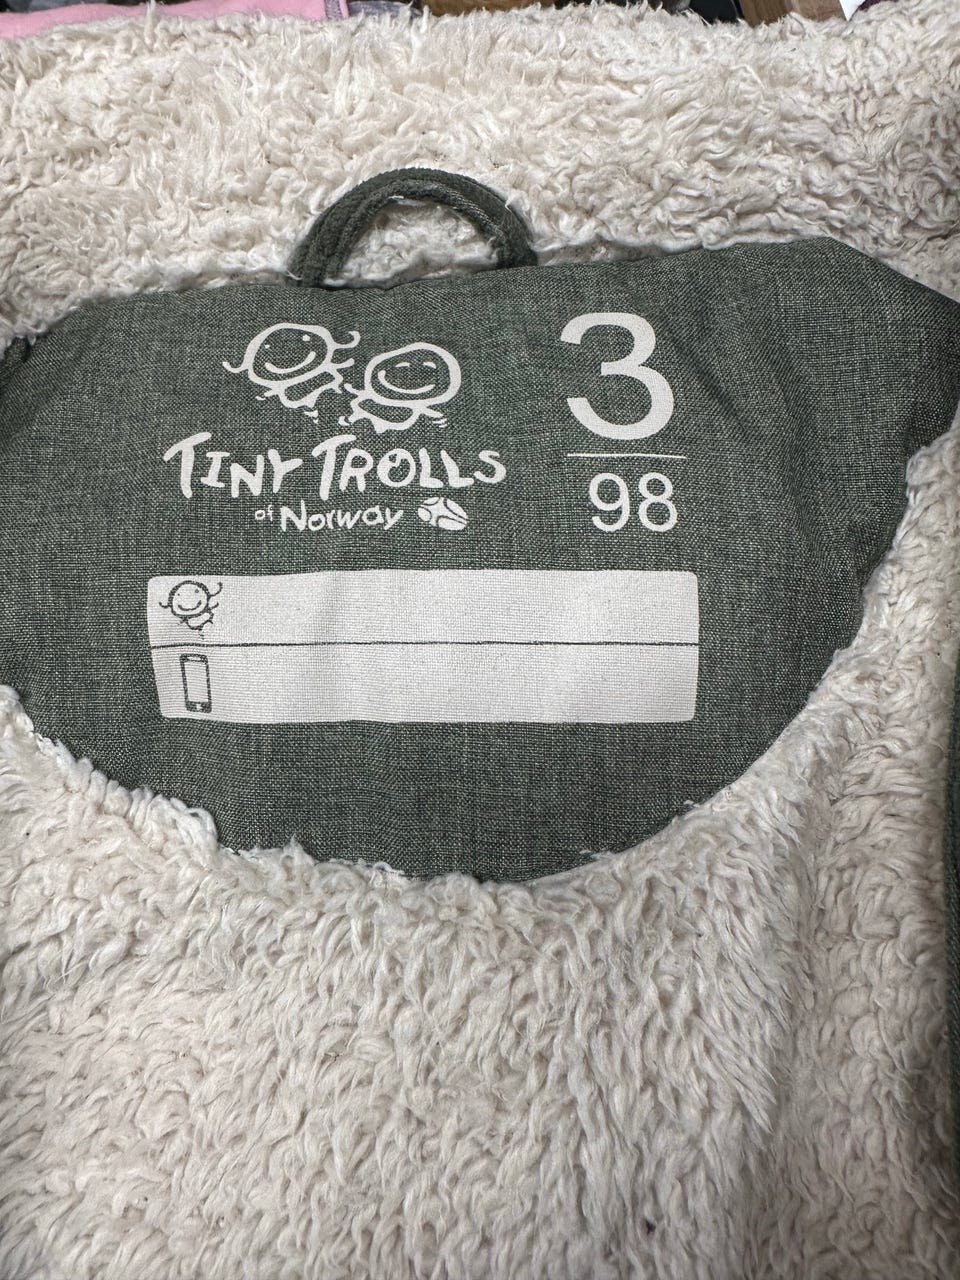 TINY TROLLS
of Norway
3
98